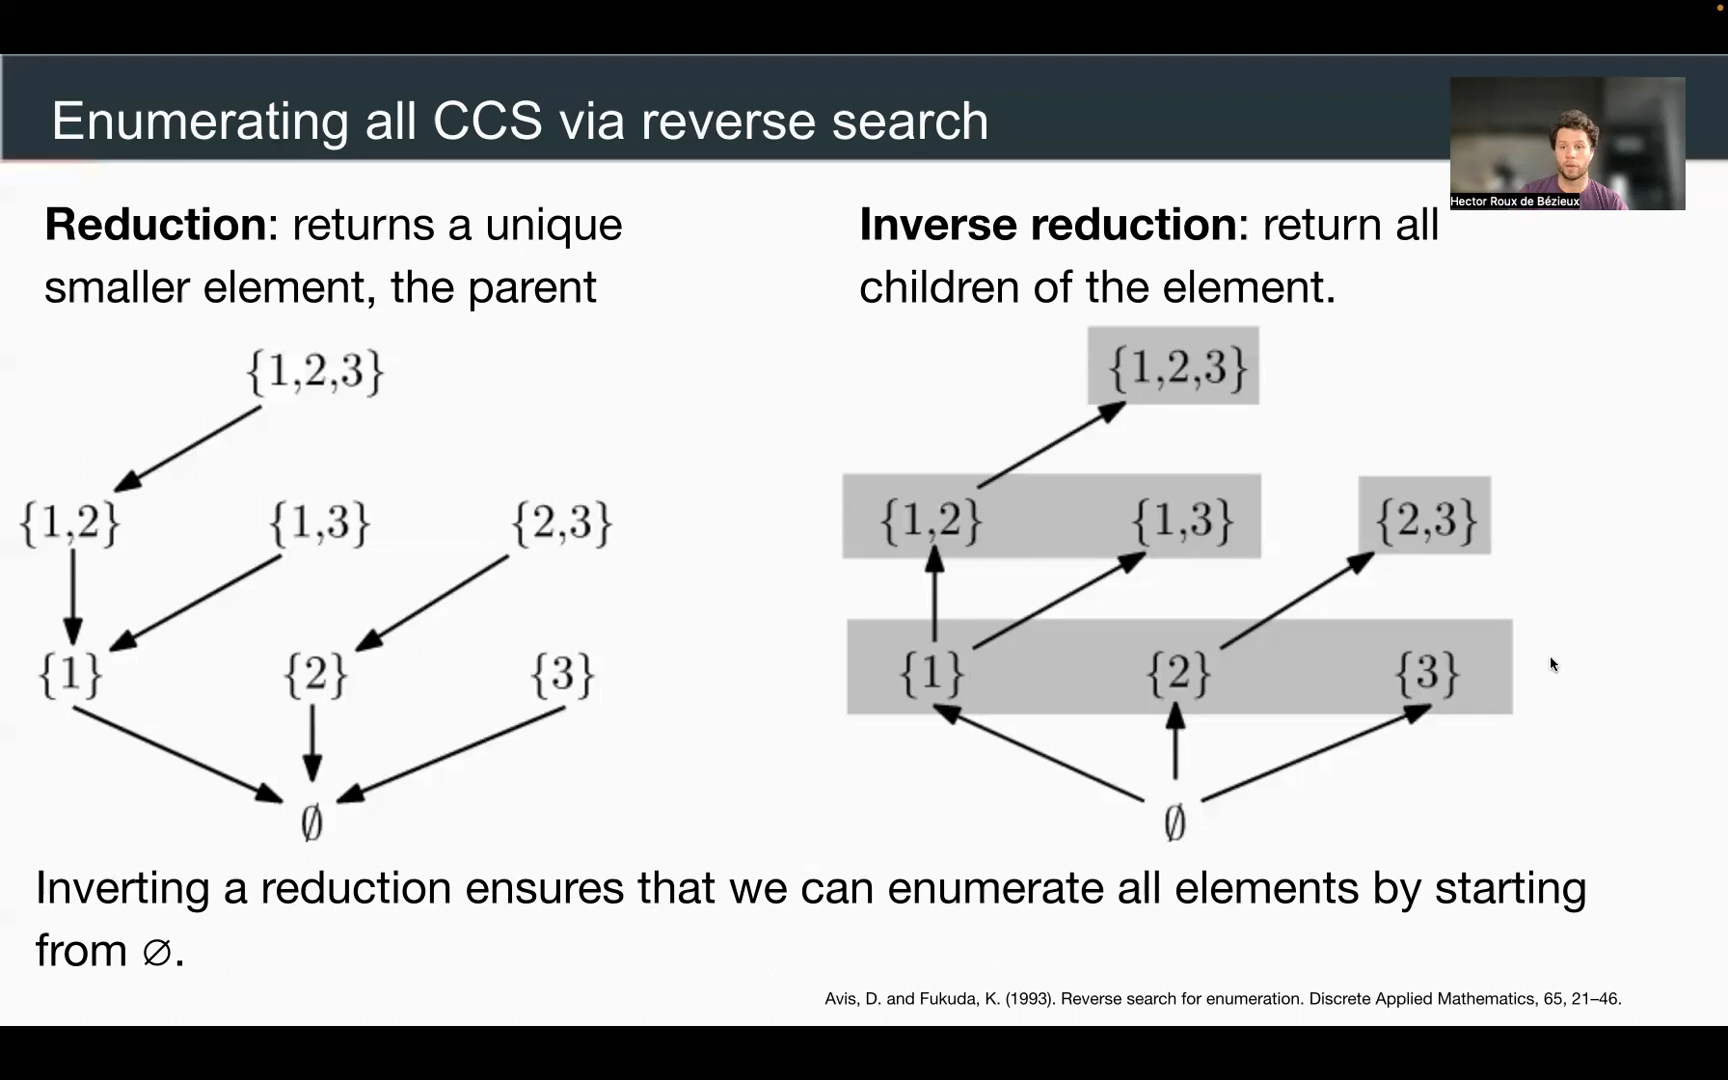 Enumerating all CCS via reverse search
Hector Roux de Bézieux
Reduction: returns a unique
smaller element, the parent
{1,2,3}
{1,2} {1,3} {2,3}
{1} {2} {3}
∅
Inverse reduction: return all
children of the element.
{1,2,3}
{1,2} {1,3} {2,3}
{1} {2} {3}
∅
Inverting a reduction ensures that we can enumerate all elements by starting
from ∅.
Avis, D. and Fukuda, K. (1993). Reverse search for enumeration. Discrete Applied Mathematics, 65, 21–46.